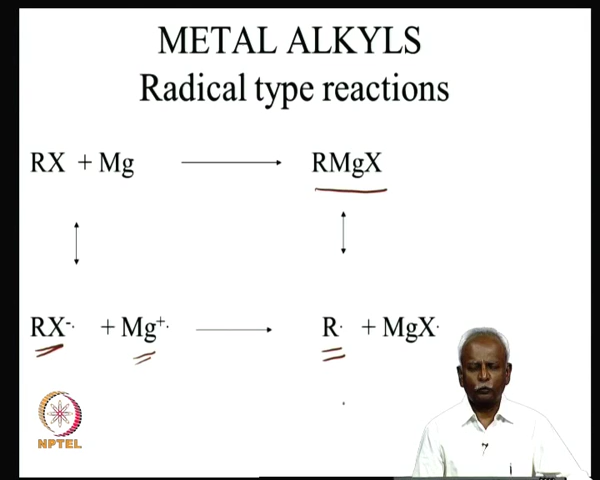 METAL ALKYLS
Radical type reactions
RX + Mg ⟶ RMgX
RX⁻· + Mg⁺· ⟶ R· + MgX·
NPTEL